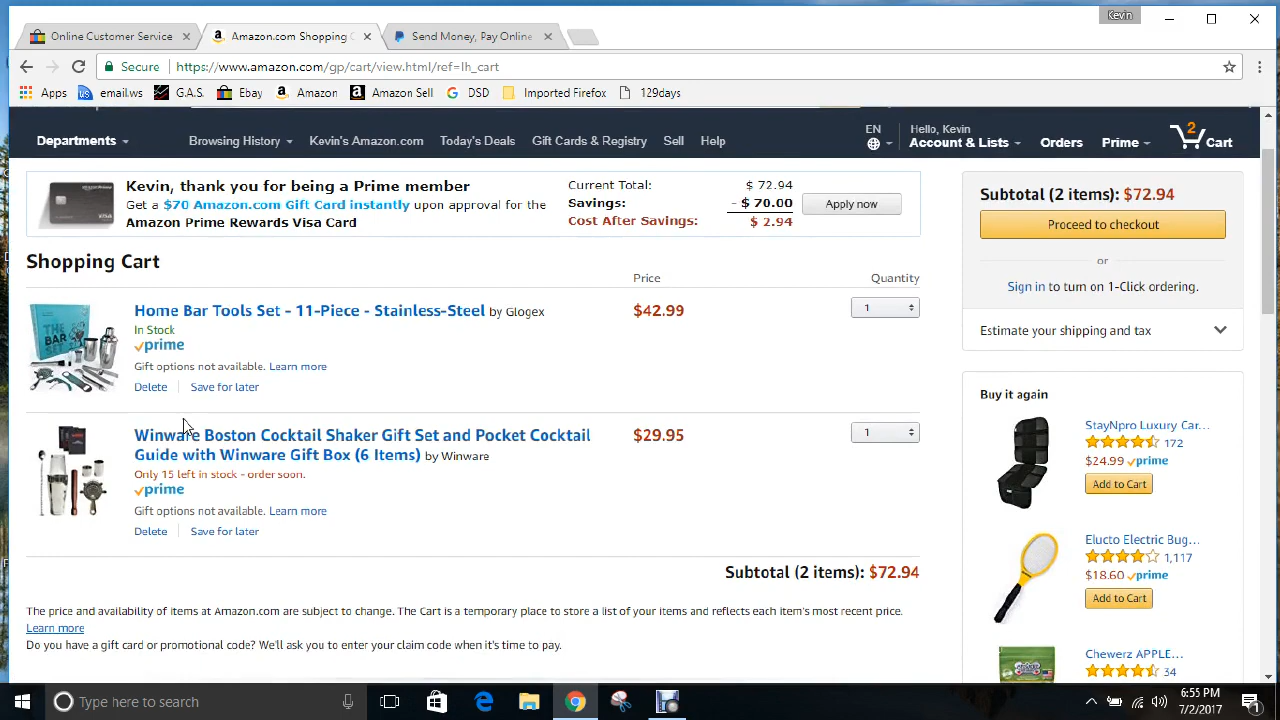 Kevin
Online Customer Service
Amazon.com Shopping C
Send Money, Pay Online
Secure
https://www.amazon.com/gp/cart/view.html/ref=lh_cart
Apps
email.ws
G.A.S.
Ebay
Amazon
Amazon Sell
DSD
Imported Firefox
129days
Departments
Browsing History
Kevin's Amazon.com
Today's Deals
Gift Cards & Registry
Sell
Help
EN
Hello, Kevin
Account & Lists
Orders
Prime
2
Cart
Kevin, thank you for being a Prime member
Get a $70 Amazon.com Gift Card instantly upon approval for the
Amazon Prime Rewards Visa Card
Current Total: $ 72.94
Savings: - $ 70.00
Cost After Savings: $ 2.94
Apply now
Subtotal (2 items): $72.94
Proceed to checkout
or
Sign in to turn on 1-Click ordering.
Estimate your shipping and tax
Shopping Cart
Price
Quantity
Home Bar Tools Set - 11-Piece - Stainless-Steel by Glogex
$42.99
1
In Stock
prime
Gift options not available. Learn more
Delete
Save for later
THE BAR SET
Winware Boston Cocktail Shaker Gift Set and Pocket Cocktail
Guide with Winware Gift Box (6 Items) by Winware
$29.95
1
Only 15 left in stock - order soon.
prime
Gift options not available. Learn more
Delete
Save for later
Subtotal (2 items): $72.94
The price and availability of items at Amazon.com are subject to change. The Cart is a temporary place to store a list of your items and reflects each item's most recent price.
Learn more
Do you have a gift card or promotional code? We'll ask you to enter your claim code when it's time to pay.
Buy it again
StayNpro Luxury Car...
172
$24.99 prime
Add to Cart
Elucto Electric Bug...
1,117
$18.60 prime
Add to Cart
Chewerz APPLE...
34
Type here to search
6:55 PM
7/2/2017
1